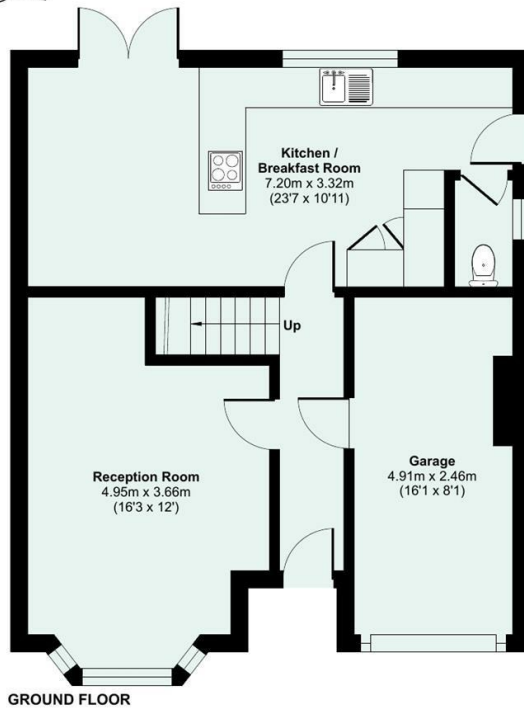 Kitchen /
Breakfast Room
7.20m x 3.32m
(23'7 x 10'11)
Up
Reception Room
4.95m x 3.66m
(16'3 x 12')
Garage
4.91m x 2.46m
(16'1 x 8'1)
GROUND FLOOR